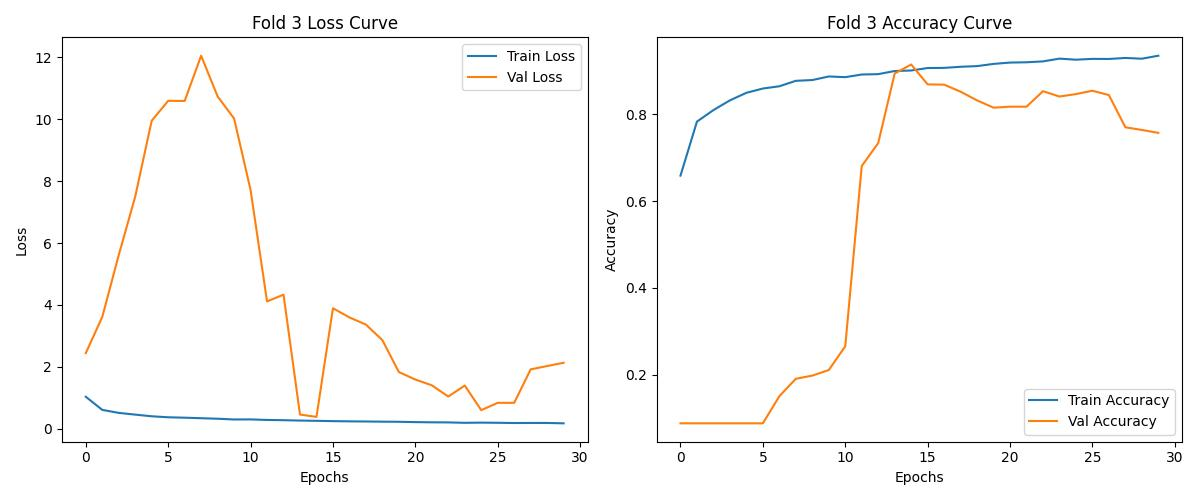 Fold 3 Loss Curve
Train Loss
Val Loss
12
10
8
6
4
2
0
Loss
0 5 10 15 20 25 30
Epochs
Fold 3 Accuracy Curve
0.8
0.6
0.4
0.2
Accuracy
Train Accuracy
Val Accuracy
0 5 10 15 20 25 30
Epochs